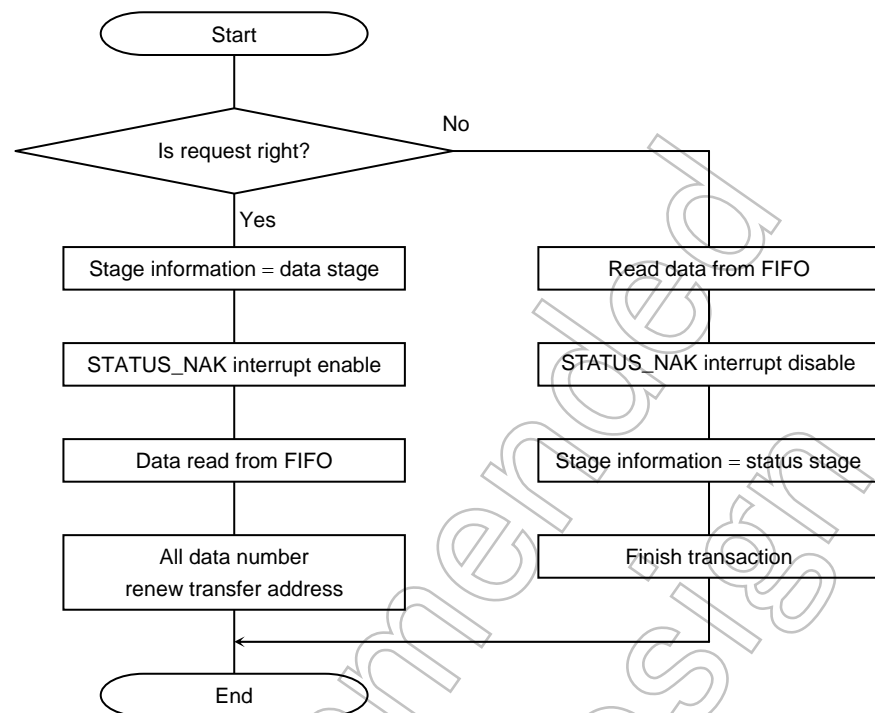 Start
Is request right?
No
Yes
Stage information = data stage
STATUS_NAK interrupt enable
Data read from FIFO
All data number
renew transfer address
Read data from FIFO
STATUS_NAK interrupt disable
Stage information = status stage
Finish transaction
End